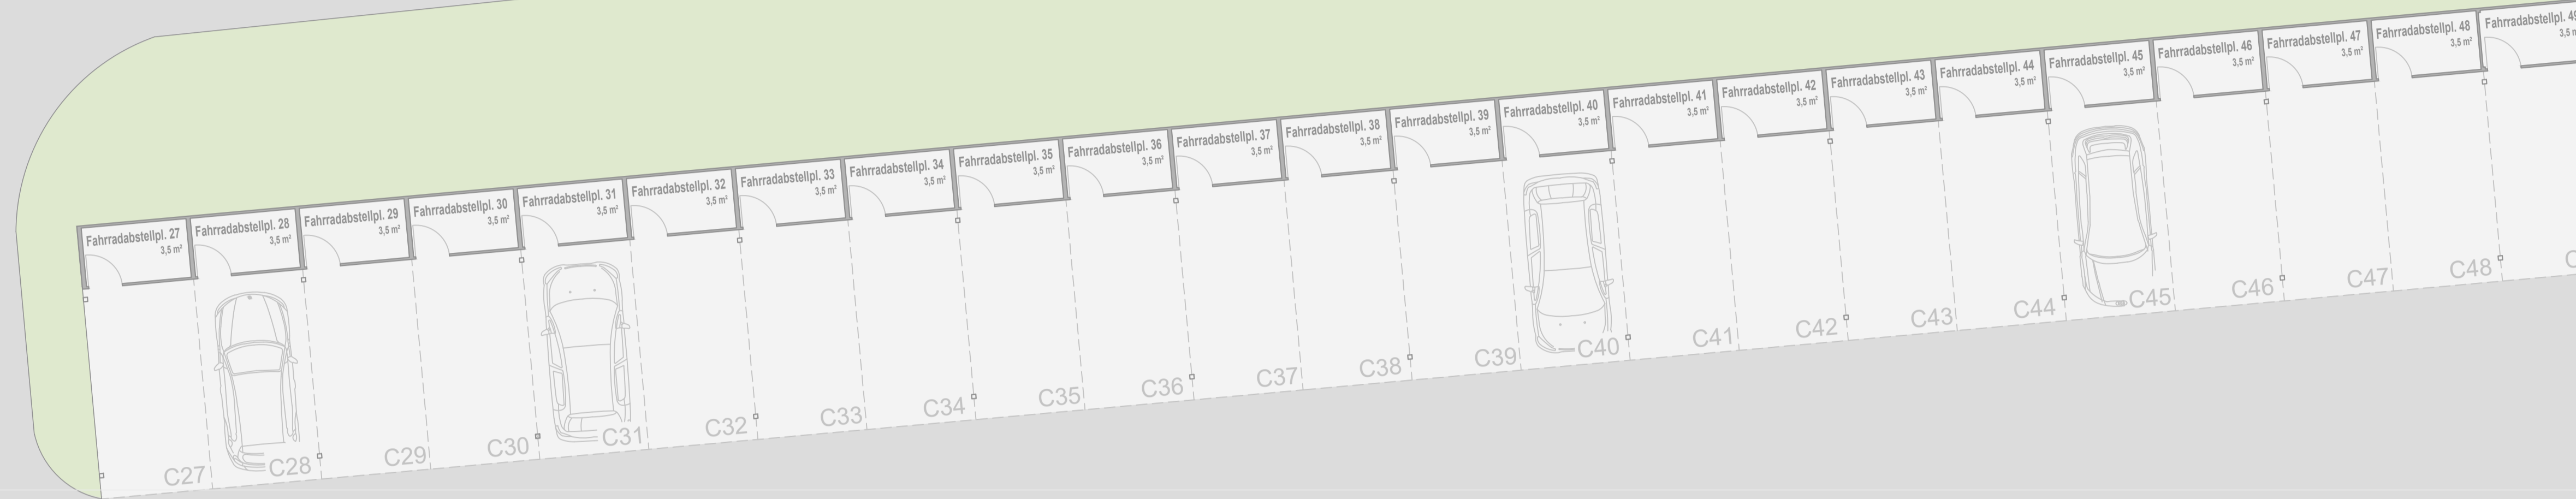 Fahrradabstellpl. 27
3,5 m²
Fahrradabstellpl. 28
3,5 m²
Fahrradabstellpl. 29
3,5 m²
Fahrradabstellpl. 30
3,5 m²
Fahrradabstellpl. 31
3,5 m²
Fahrradabstellpl. 32
3,5 m²
Fahrradabstellpl. 33
3,5 m²
Fahrradabstellpl. 34
3,5 m²
Fahrradabstellpl. 35
3,5 m²
Fahrradabstellpl. 36
3,5 m²
Fahrradabstellpl. 37
3,5 m²
Fahrradabstellpl. 38
3,5 m²
Fahrradabstellpl. 39
3,5 m²
Fahrradabstellpl. 40
3,5 m²
Fahrradabstellpl. 41
3,5 m²
Fahrradabstellpl. 42
3,5 m²
Fahrradabstellpl. 43
3,5 m²
Fahrradabstellpl. 44
3,5 m²
Fahrradabstellpl. 45
3,5 m²
Fahrradabstellpl. 46
3,5 m²
Fahrradabstellpl. 47
3,5 m²
Fahrradabstellpl. 48
3,5 m²
Fahrradabstellpl. 49
3,5 m
C27
C28
C29
C30
C31
C32
C33
C34
C35
C36
C37
C38
C39
C40
C41
C42
C43
C44
C45
C46
C47
C48